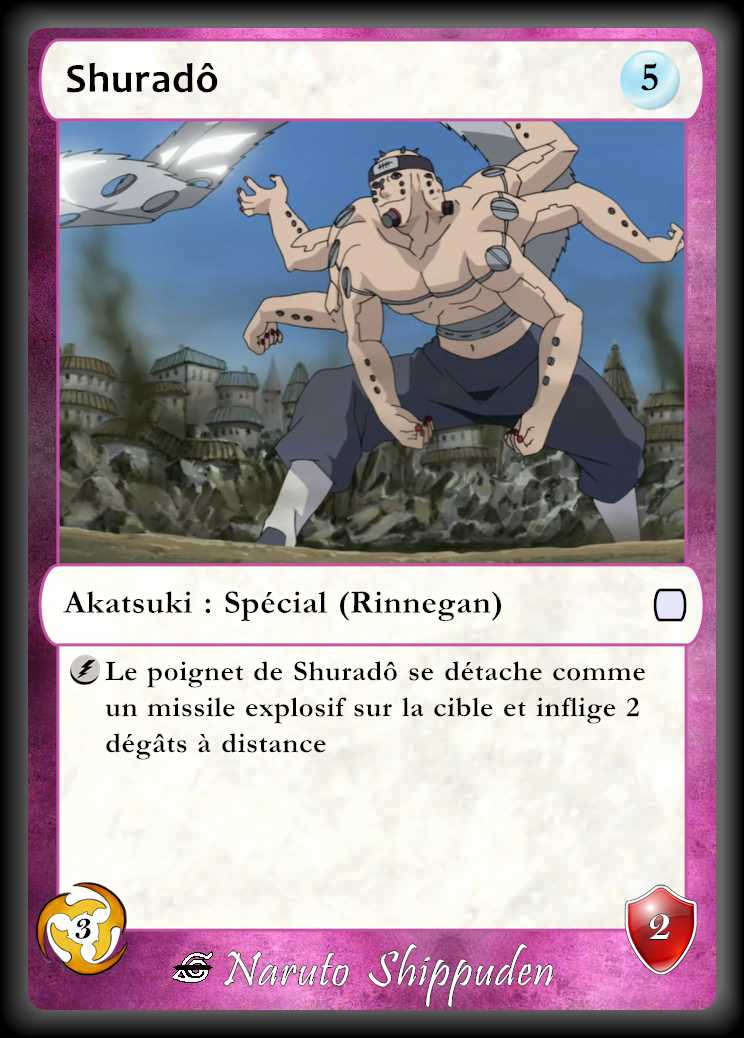 Shuradô
5
Akatsuki : Spécial (Rinnegan)
Le poignet de Shuradô se détache comme
un missile explosif sur la cible et inflige 2
dégâts à distance
3
2
Naruto Shippuden